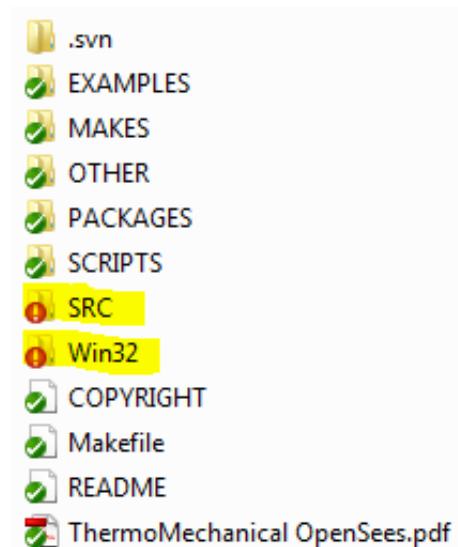 .svn
EXAMPLES
MAKES
OTHER
PACKAGES
SCRIPTS
SRC
Win32
COPYRIGHT
Makefile
README
ThermoMechanical OpenSees.pdf